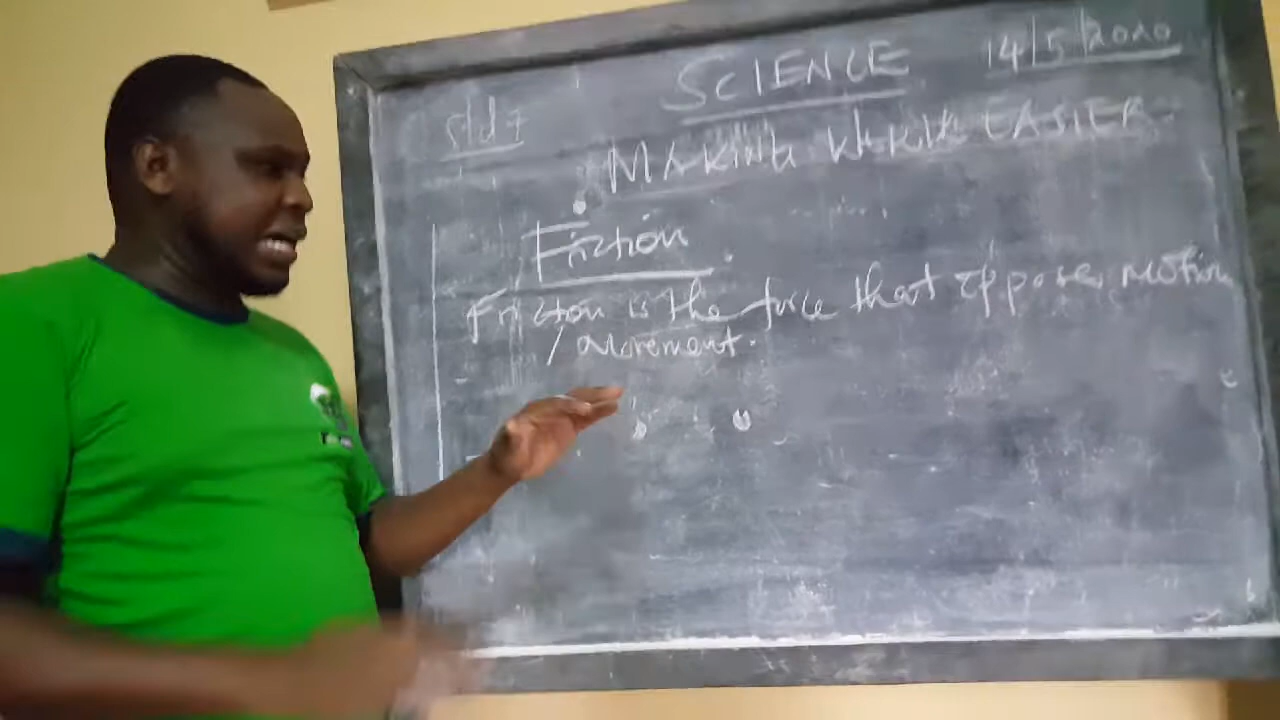 SCIENCE 14/5/2020
Std 7
MAKING WORK EASIER
Friction
Friction is the force that oppose motion
/ movement.